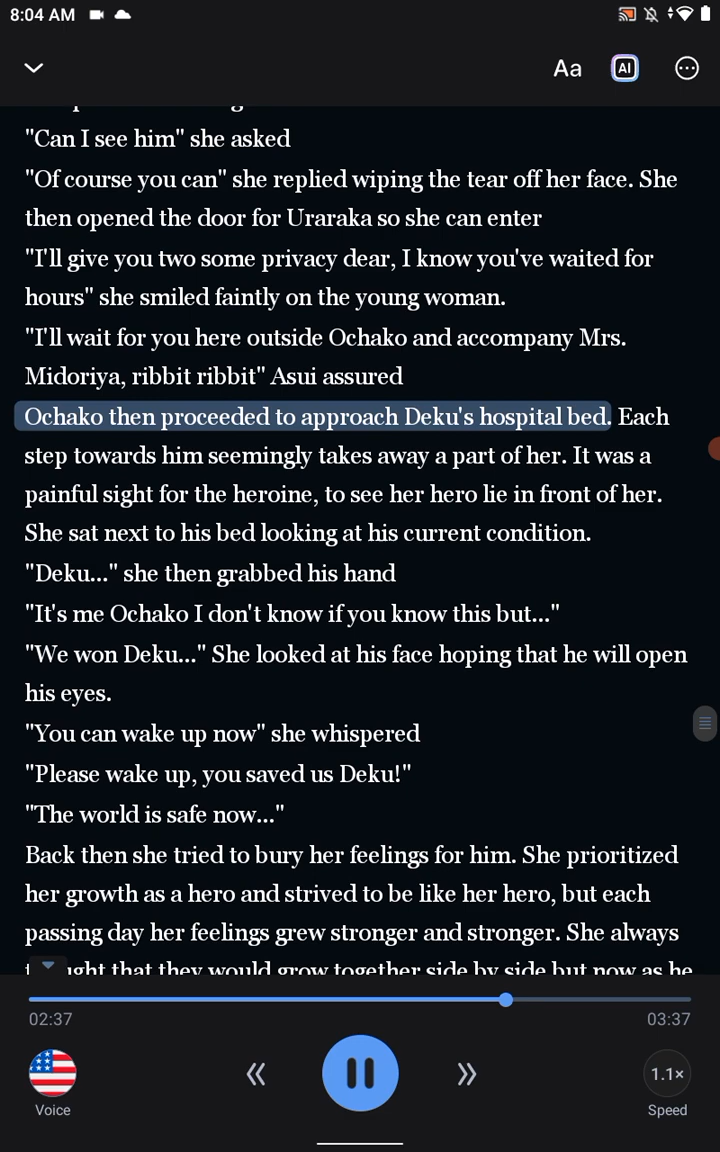 8:04 AM
Aa
AI
"Can I see him" she asked
"Of course you can" she replied wiping the tear off her face. She
then opened the door for Uraraka so she can enter
"I'll give you two some privacy dear, I know you've waited for
hours" she smiled faintly on the young woman.
"I'll wait for you here outside Ochako and accompany Mrs.
Midoriya, ribbit ribbit" Asui assured
Ochako then proceeded to approach Deku's hospital bed. Each
step towards him seemingly takes away a part of her. It was a
painful sight for the heroine, to see her hero lie in front of her.
She sat next to his bed looking at his current condition.
"Deku..." she then grabbed his hand
"It's me Ochako I don't know if you know this but..."
"We won Deku..." She looked at his face hoping that he will open
his eyes.
"You can wake up now" she whispered
"Please wake up, you saved us Deku!"
"The world is safe now..."
Back then she tried to bury her feelings for him. She prioritized
her growth as a hero and strived to be like her hero, but each
passing day her feelings grew stronger and stronger. She always
that they would grow together side by side but now as he
02:37
03:37
1.1×
Voice
Speed